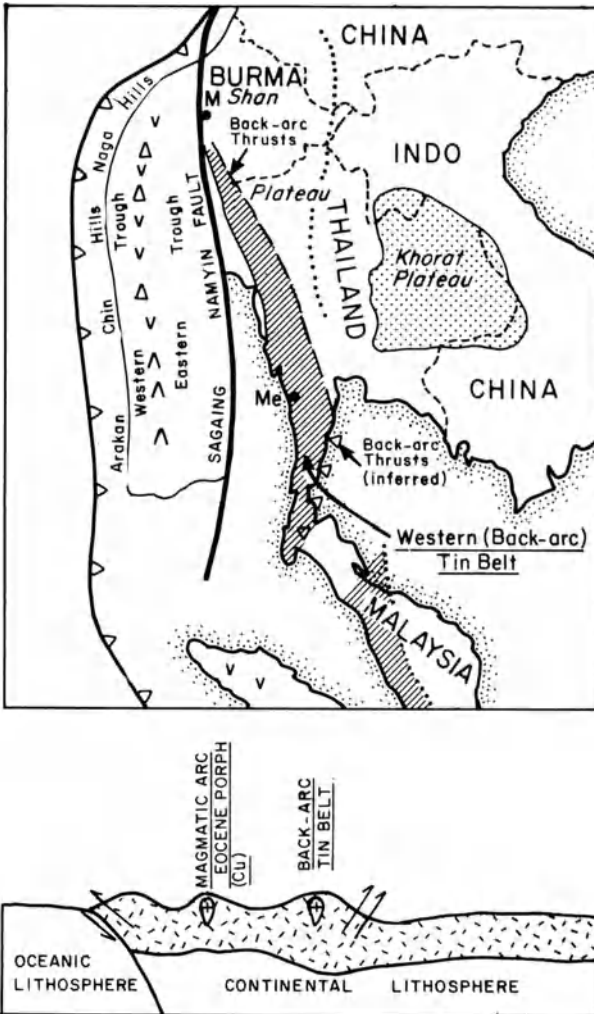 CHINA
BURMA
M Shan
Back-arc
Thrusts
Plateau
INDO
THAILAND
Khorat
Plateau
CHINA
Naga Hills
Chin Hills
Arakan
Western Trough
Eastern Trough
SAGAING NAMYIN FAULT
Me
Back-arc
Thrusts
(inferred)
Western (Back-arc)
Tin Belt
MALAYSIA
MAGMATIC ARC
EOCENE PORPH
(Cu)
BACK-ARC
TIN BELT
OCEANIC
LITHOSPHERE
CONTINENTAL LITHOSPHERE